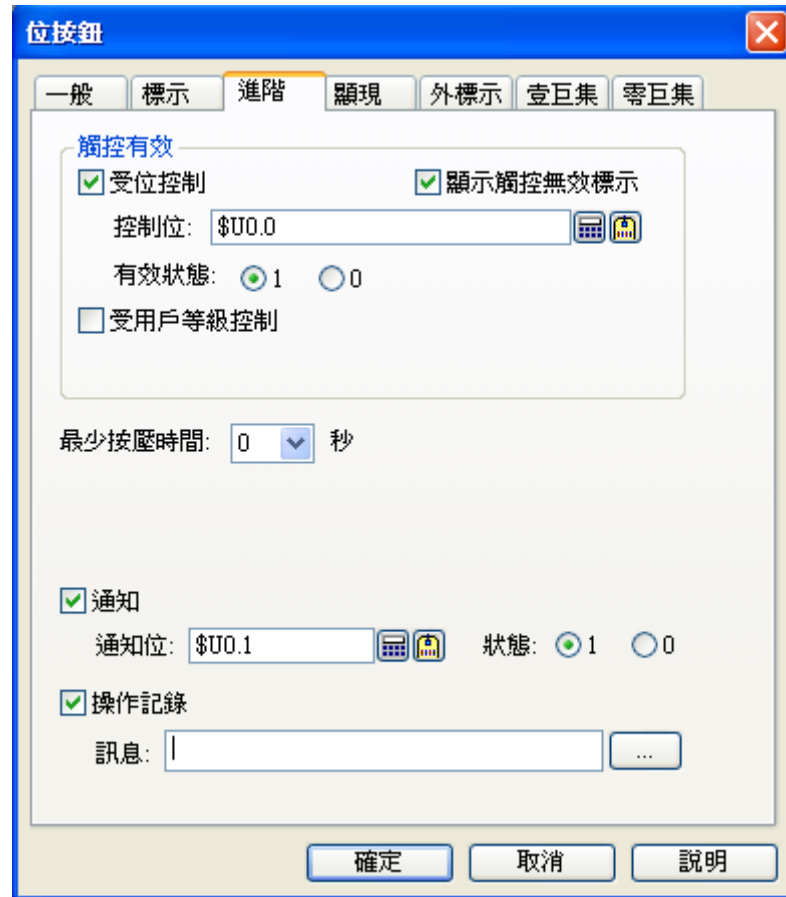 位按鈕
一般 標示 進階 顯現 外標示 壹巨集 零巨集
觸控有效
受位控制 顯示觸控無效標示
控制位: $U0.0
有效狀態: 1 0
受用戶等級控制
最少按壓時間: 0 秒
通知
通知位: $U0.1 狀態: 1 0
操作記錄
訊息: ...
確定 取消 說明